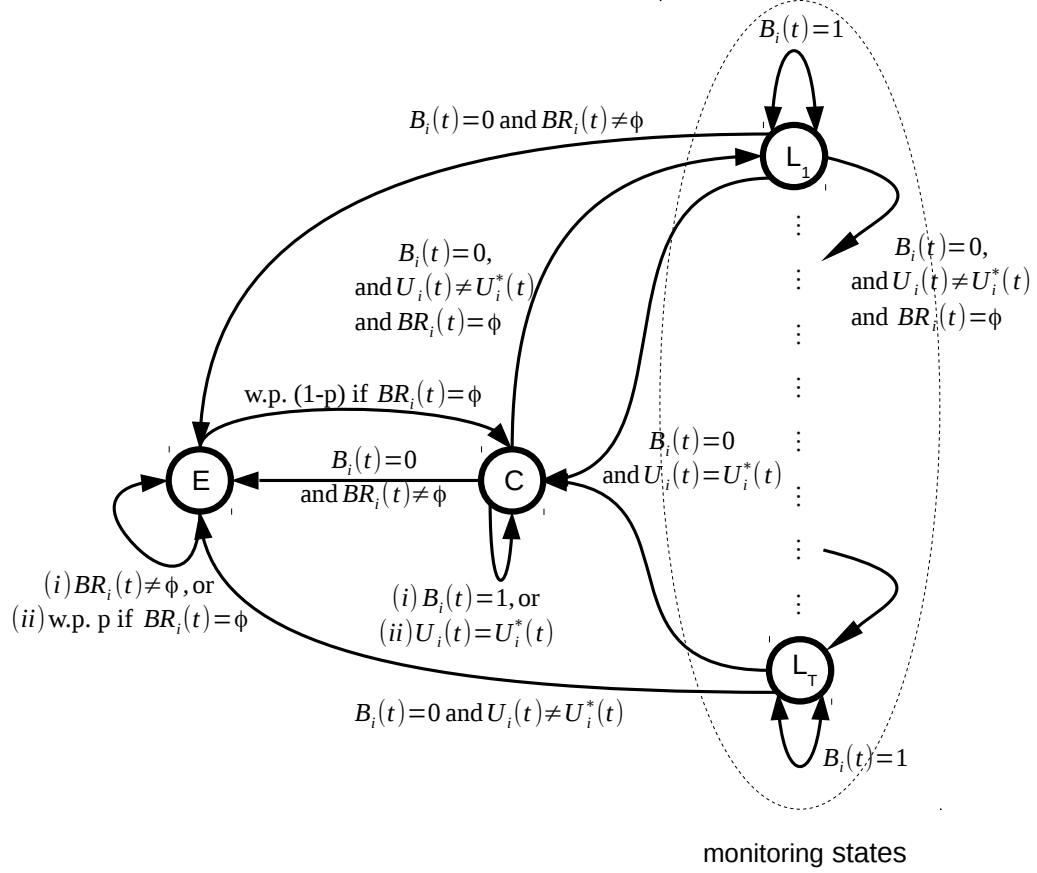 B_i(t)=1
B_i(t)=0 and BR_i(t)≠ϕ
L_1
B_i(t)=0,
and U_i(t)≠U_i^*(t)
and BR_i(t)=ϕ
B_i(t)=0,
and U_i(t)≠U_i^*(t)
and BR_i(t)=ϕ
w.p. (1-p) if BR_i(t)=ϕ
B_i(t)=0
and U_i(t)=U_i^*(t)
B_i(t)=0
and BR_i(t)≠ϕ
E
C
(i) BR_i(t)≠ϕ, or
(ii) w.p. p if BR_i(t)=ϕ
(i) B_i(t)=1, or
(ii) U_i(t)=U_i^*(t)
L_T
B_i(t)=0 and U_i(t)≠U_i^*(t)
B_i(t)=1
monitoring states